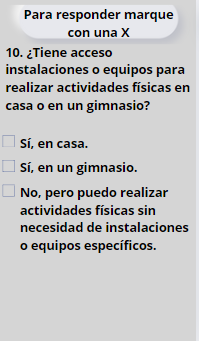 Para responder marque
con una X
10. ¿Tiene acceso
instalaciones o equipos para
realizar actividades físicas en
casa o en un gimnasio?
Sí, en casa.
Sí, en un gimnasio.
No, pero puedo realizar
actividades físicas sin
necesidad de instalaciones
o equipos específicos.